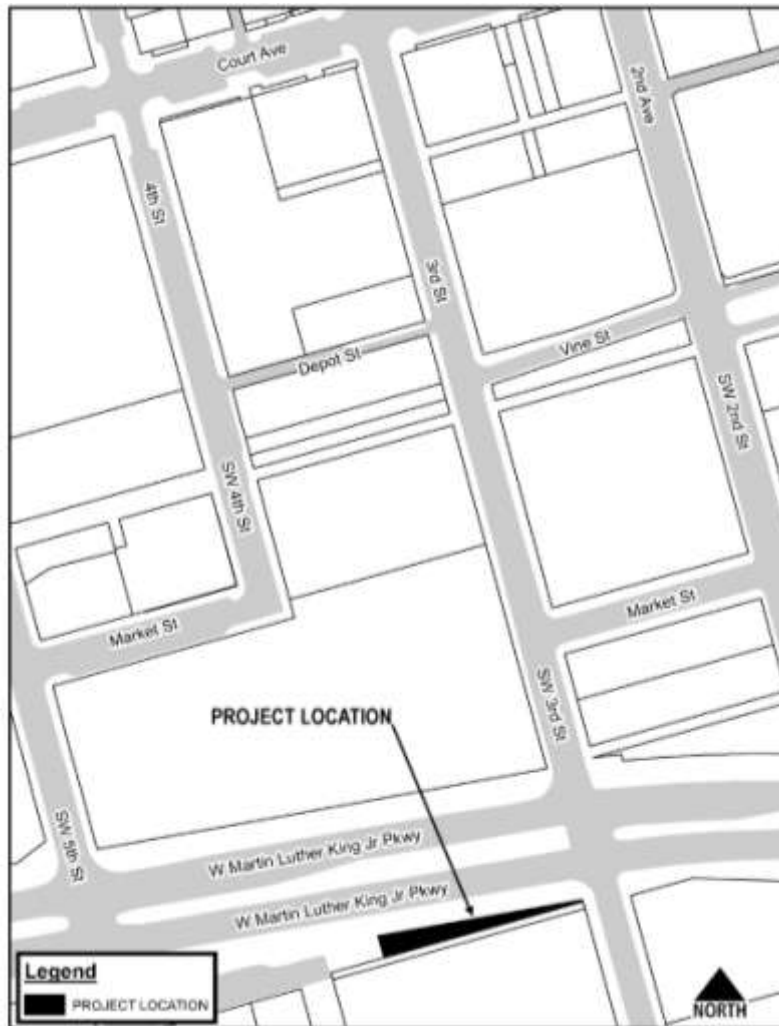 Court Ave
2nd Ave
4th St
3rd St
Depot St
Vine St
SW 2nd St
SW 4th St
Market St
Market St
SW 3rd St
PROJECT LOCATION
SW 5th St
W Martin Luther King Jr Pkwy
W Martin Luther King Jr Pkwy
Legend
PROJECT LOCATION
NORTH